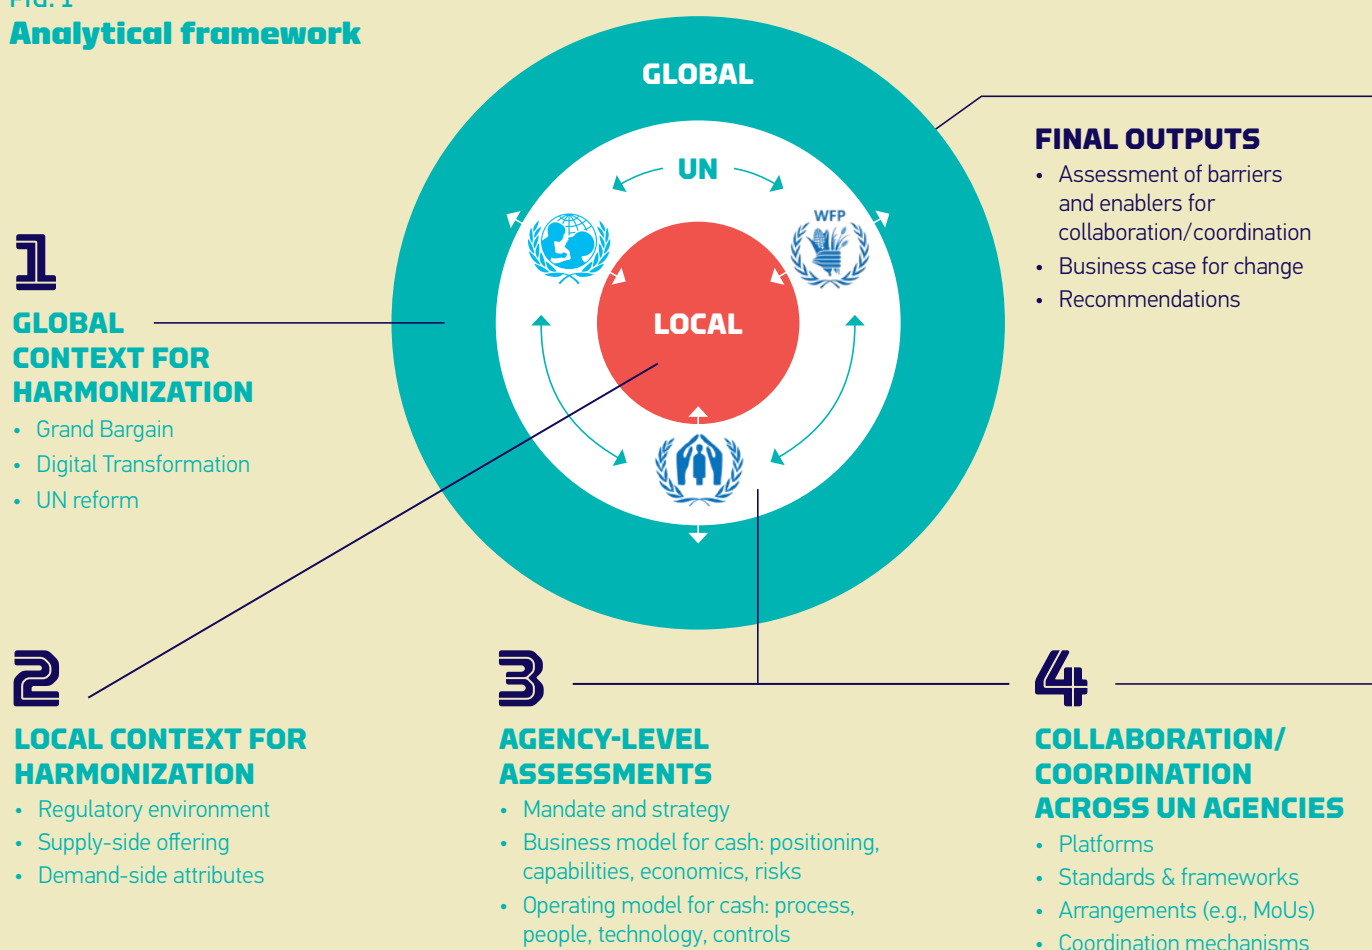 FIG. 1
Analytical framework
GLOBAL
UN
WFP
LOCAL
FINAL OUTPUTS
• Assessment of barriers
and enablers for
collaboration/coordination
• Business case for change
• Recommendations
1
GLOBAL
CONTEXT FOR
HARMONIZATION
• Grand Bargain
• Digital Transformation
• UN reform
2
LOCAL CONTEXT FOR
HARMONIZATION
• Regulatory environment
• Supply-side offering
• Demand-side attributes
3
AGENCY-LEVEL
ASSESSMENTS
• Mandate and strategy
• Business model for cash: positioning,
capabilities, economics, risks
• Operating model for cash: process,
people, technology, controls
4
COLLABORATION/
COORDINATION
ACROSS UN AGENCIES
• Platforms
• Standards & frameworks
• Arrangements (e.g., MoUs)
• Coordination mechanisms